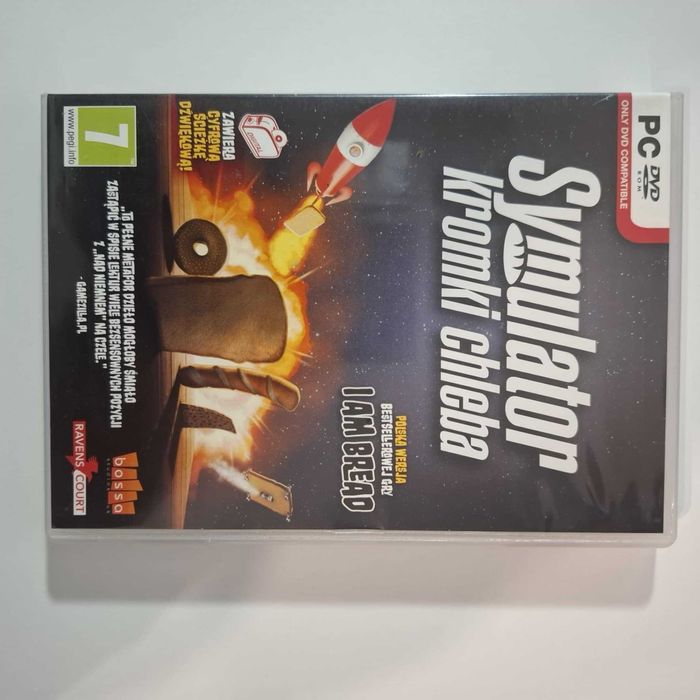 PC DVD
ROM
ONLY DVD COMPATIBLE
Symulator
kromki chleba
POLSKA WERSJA
BESTSELLEROWEJ GRY
I AM BREAD
ZAWIERA
CYFROWĄ
ŚCIEŻKĘ
DŹWIĘKOWĄ!
7
www.pegi.info
„TO PEŁNE METAFOR DZIEŁO MOGŁOBY ŚMIAŁO
ZASTĄPIĆ W SPISIE LEKTUR WIELE BEZSENSOWNYCH POZYCJI
Z „NAD NIEMNEM” NA CZELE.”
- GAMEZILLA.PL
bossa
studios
RAVENS COURT